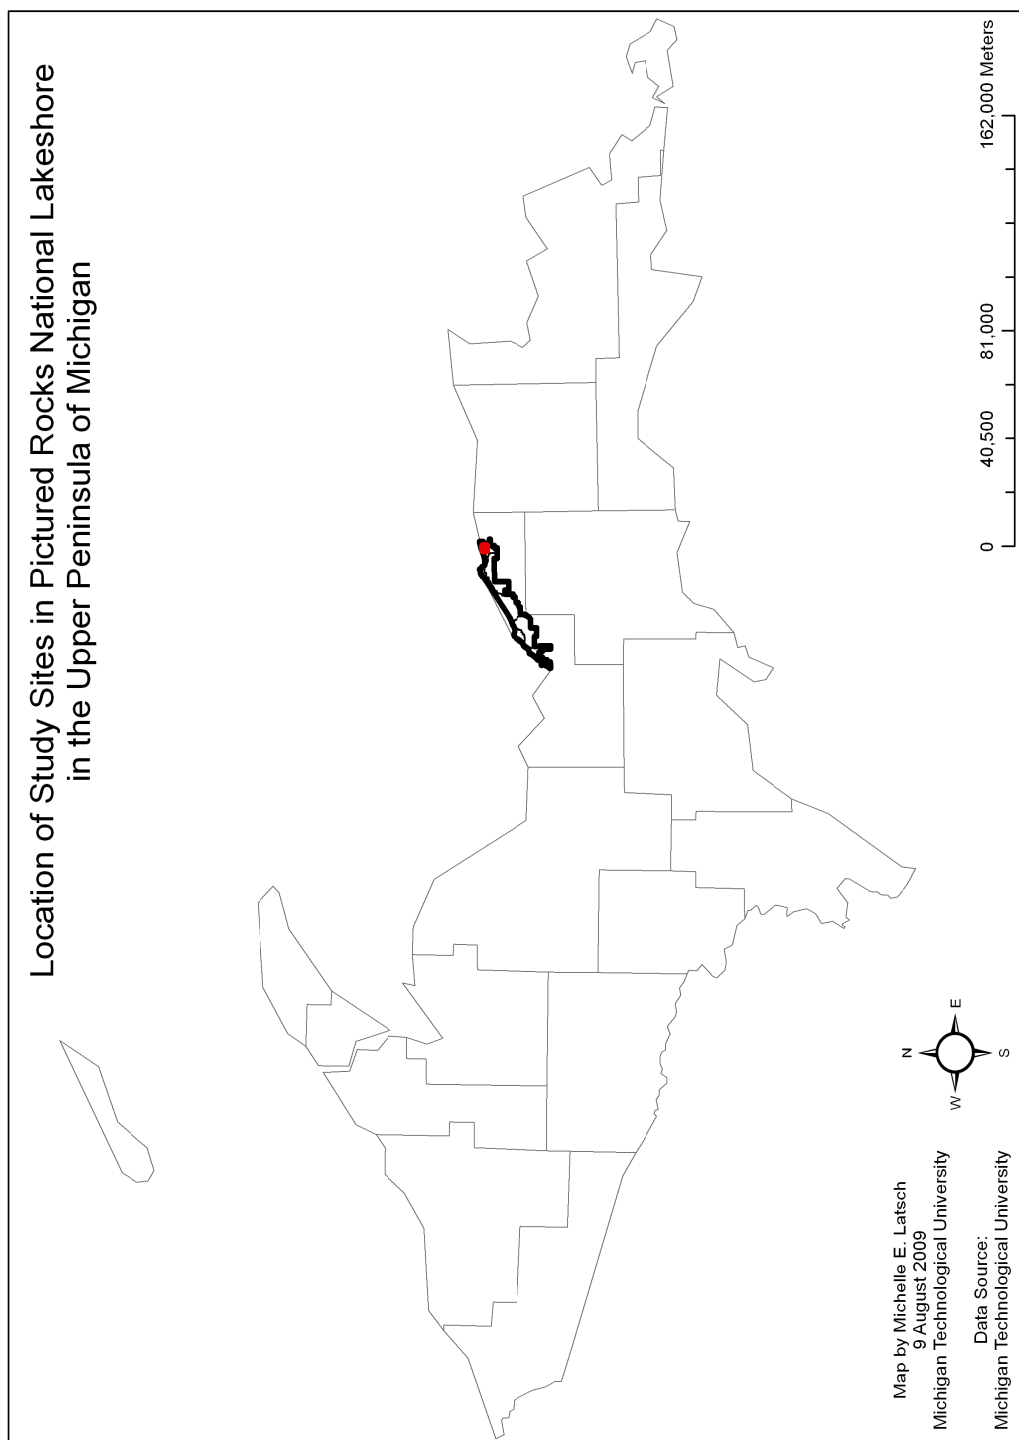 Location of Study Sites in Pictured Rocks National Lakeshore
in the Upper Peninsula of Michigan
Map by Michelle E. Latsch
9 August 2009
Michigan Technological University
Data Source:
Michigan Technological University
N
W
E
S
0
40,500
81,000
162,000 Meters